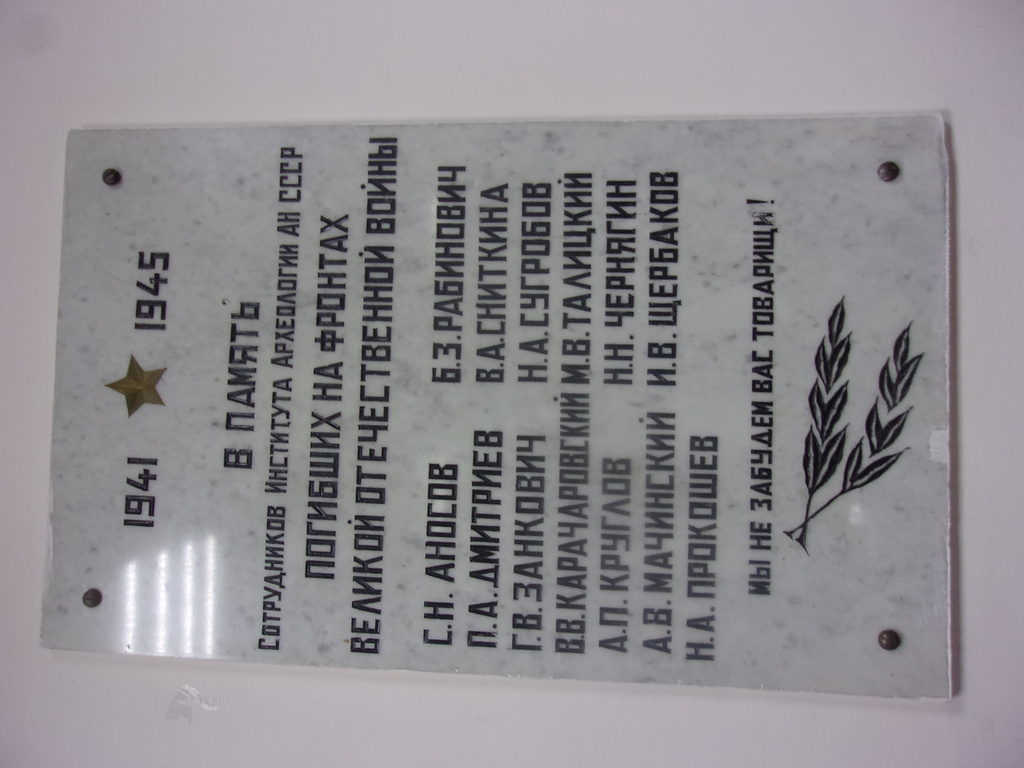 1941 1945
В ПАМЯТЬ
СОТРУДНИКОВ ИНСТИТУТА АРХЕОЛОГИИ АН СССР
ПОГИБШИХ НА ФРОНТАХ
ВЕЛИКОЙ ОТЕЧЕСТВЕННОЙ ВОЙНЫ
С.Н. АНОСОВ
П.А.ДМИТРИЕВ
Г.В. ЗАНКОВИЧ
В.В.КАРАЧАРОВСКИЙ
А.П. КРУГЛОВ
А.В. МАЧИНСКИЙ
Н.А. ПРОКОШЕВ
Б.З.РАБИНОВИЧ
В.А.СНИТКИНА
Н.А.СУГРОБОВ
М.В.ТАЛИЦКИЙ
Н.Н. ЧЕРНЯГИН
И.В. ЩЕРБАКОВ
МЫ НЕ ЗАБУДЕМ ВАС ТОВАРИЩИ!